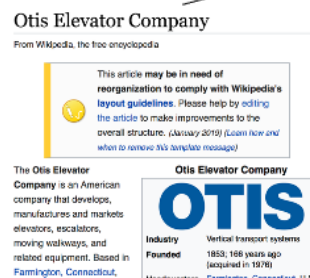 Otis Elevator Company
From Wikipedia, the free encyclopedia
This article may be in need of
reorganization to comply with Wikipedia's
layout guidelines. Please help by editing
the article to make improvements to the
overall structure. (January 2019) (Learn how and
when to remove this template message)
The Otis Elevator
Company is an American
company that develops,
manufactures and markets
elevators, escalators,
moving walkways, and
related equipment. Based in
Farmington, Connecticut,
Otis Elevator Company
OTIS
Industry Vertical transport systems
Founded 1853; 166 years ago
(acquired in 1976)